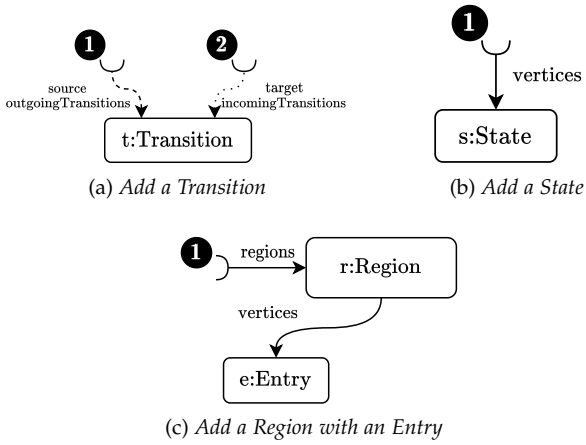 1
2
source
outgoingTransitions
target
incomingTransitions
t:Transition
(a) Add a Transition
1
vertices
s:State
(b) Add a State
1
regions
r:Region
vertices
e:Entry
(c) Add a Region with an Entry